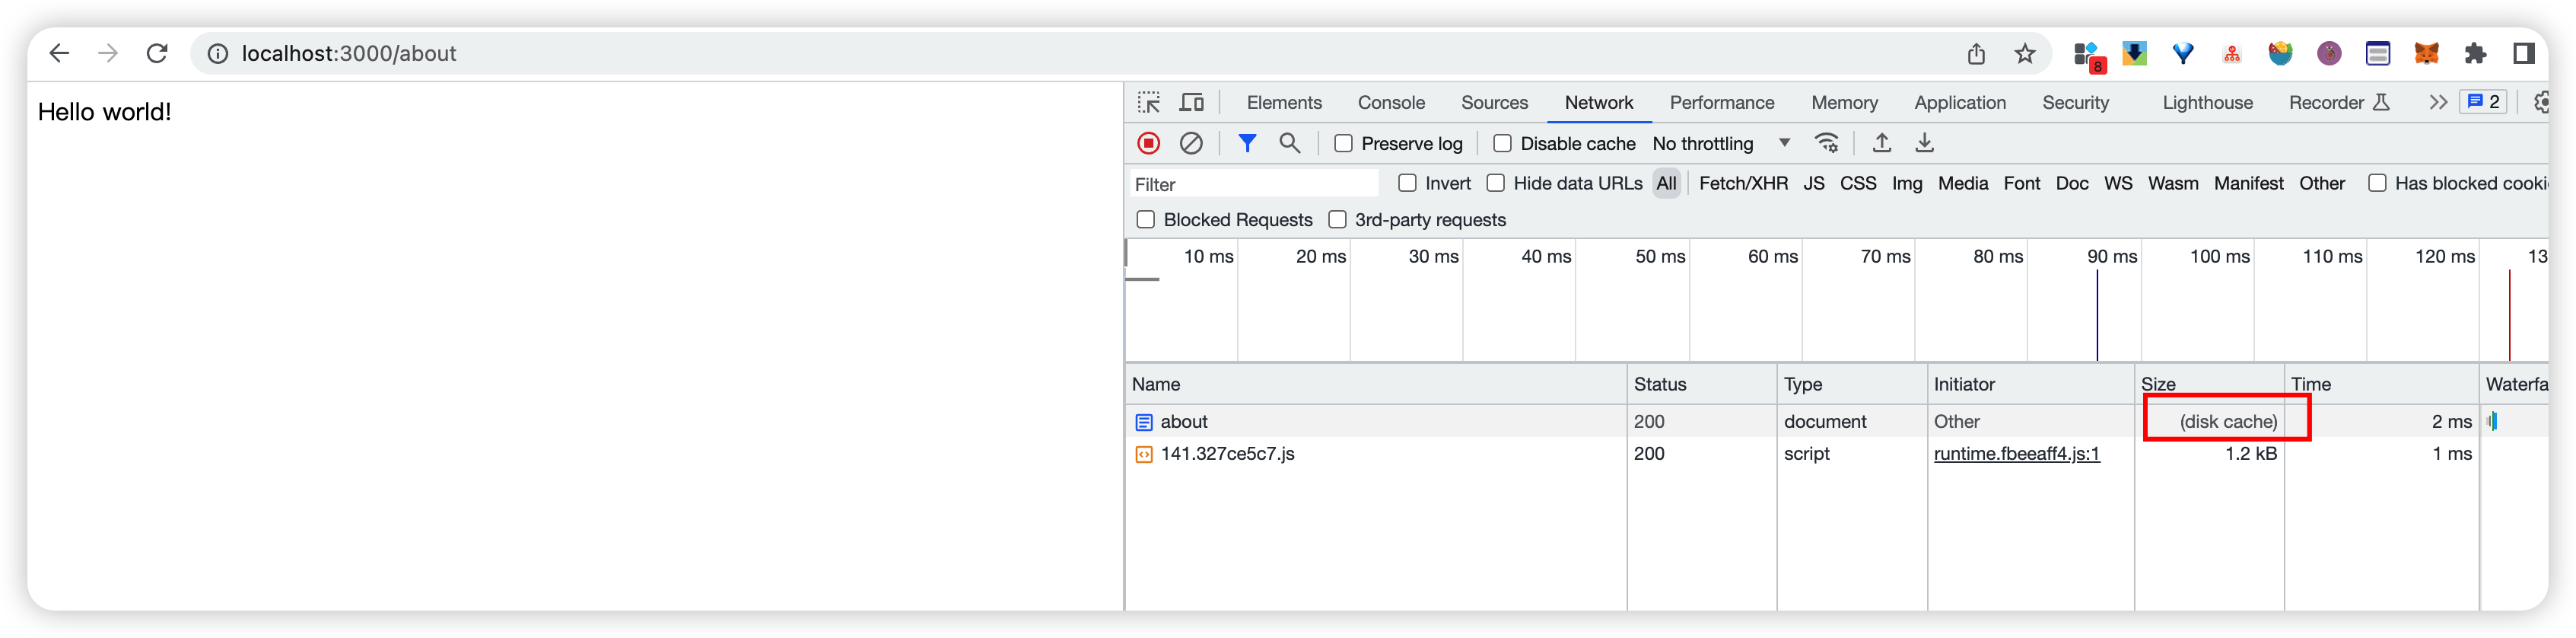 localhost:3000/about
8
Hello world!
Elements Console Sources Network Performance Memory Application Security Lighthouse Recorder 2
Preserve log Disable cache No throttling
Filter Invert Hide data URLs All Fetch/XHR JS CSS Img Media Font Doc WS Wasm Manifest Other Has blocked cooki
Blocked Requests 3rd-party requests
10 ms 20 ms 30 ms 40 ms 50 ms 60 ms 70 ms 80 ms 90 ms 100 ms 110 ms 120 ms 13
Name Status Type Initiator Size Time Waterfa
about 200 document Other (disk cache) 2 ms
141.327ce5c7.js 200 script runtime.fbeeaff4.js:1 1.2 kB 1 ms